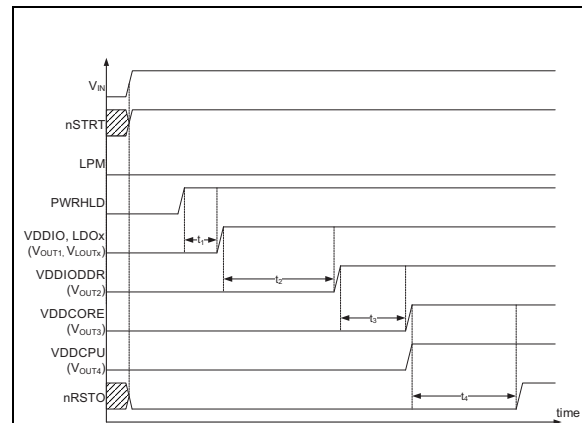 VIN
nSTRT
LPM
PWRHLD
VDDIO, LDOx
(VOUT1, VLOUTx)
t1
VDDIODDR
(VOUT2)
t2
VDDCORE
(VOUT3)
t3
VDDCPU
(VOUT4)
nRSTO
t4
time